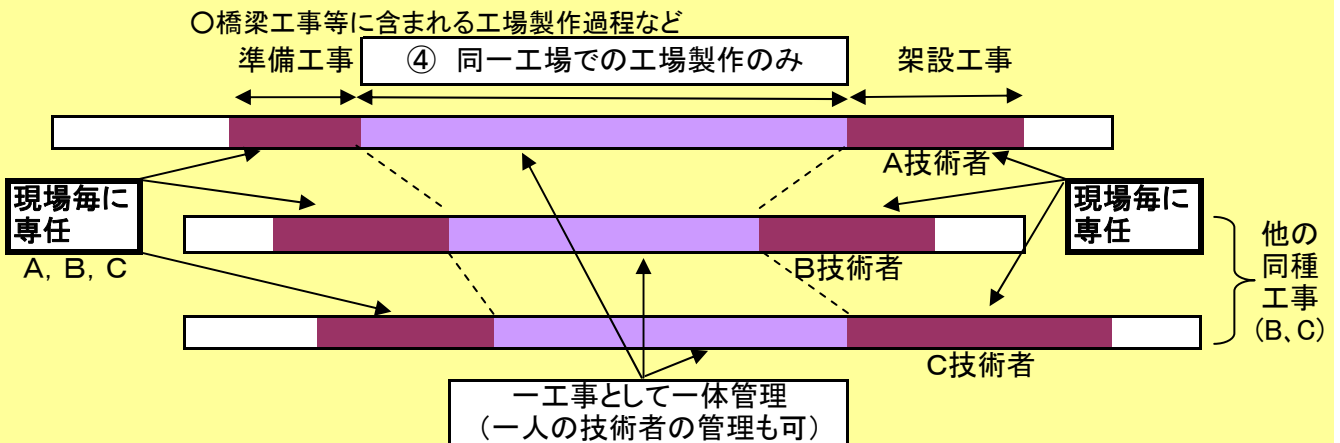 〇橋梁工事等に含まれる工場製作過程など
準備工事
④ 同一工場での工場製作のみ
架設工事
A技術者
現場毎に
専任
A, B, C
現場毎に
専任
B技術者
他の
同種
工事
(B、C)
C技術者
一工事として一体管理
(一人の技術者の管理も可)